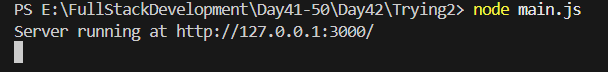 PS E:\FullStackDevelopment\Day41-50\Day42\Trying2> node main.js
Server running at http://127.0.0.1:3000/